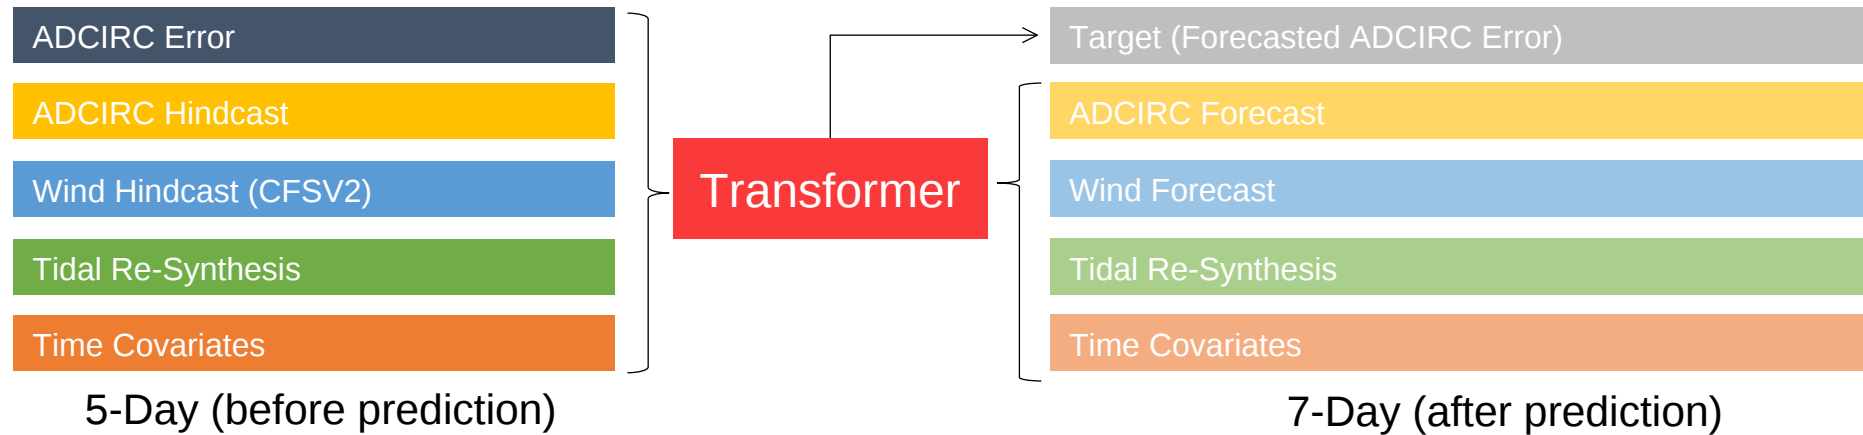 ADCIRC Error
ADCIRC Hindcast
Wind Hindcast (CFSV2)
Tidal Re-Synthesis
Time Covariates
5-Day (before prediction)
Transformer
Target (Forecasted ADCIRC Error)
ADCIRC Forecast
Wind Forecast
Tidal Re-Synthesis
Time Covariates
7-Day (after prediction)